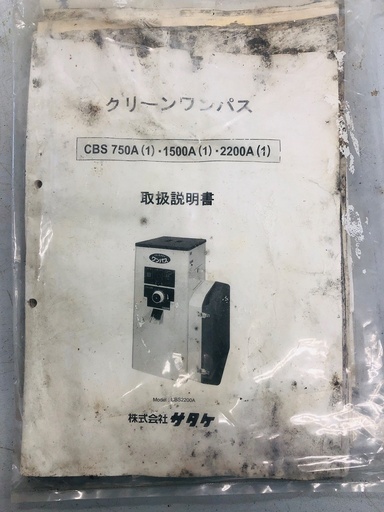 クリーンワンパス
CBS 750A(1)・1500A(1)・2200A(1)
取扱説明書
ワンパス
Model : CBS2200A
株式会社 サタケ